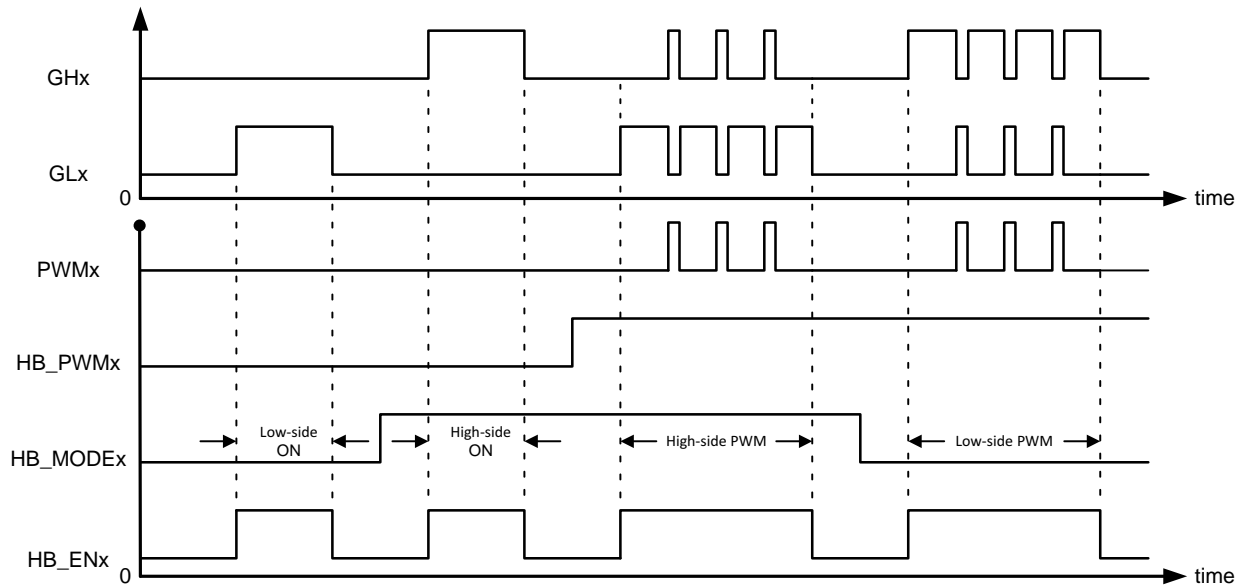 GHx
GLx
0
time
PWMx
HB_PWMx
HB_MODEx
Low-side
ON
High-side
ON
High-side PWM
Low-side PWM
HB_ENx
0
time